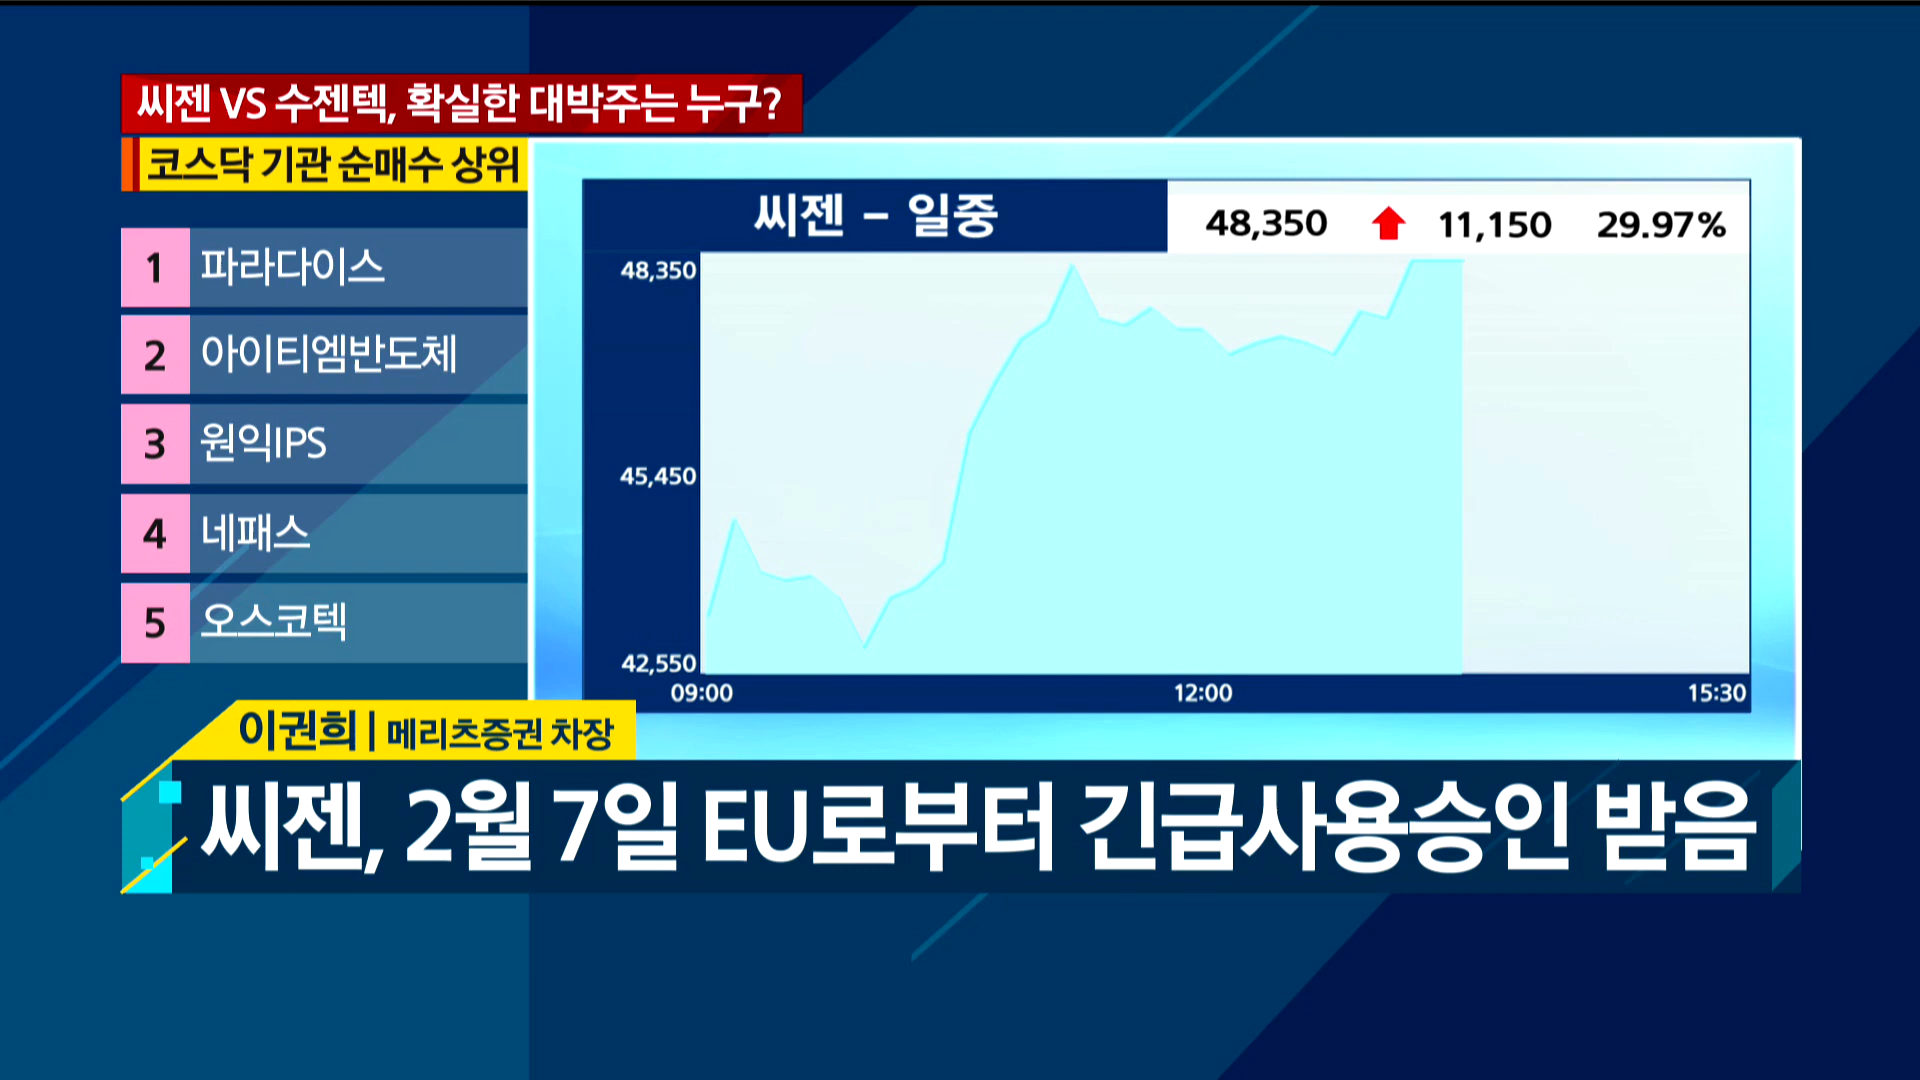 씨젠 VS 수젠텍, 확실한 대박주는 누구?
코스닥 기관 순매수 상위
1 파라다이스
2 아이티엠반도체
3 원익IPS
4 네패스
5 오스코텍
씨젠 - 일중
48,350 11,150 29.97%
48,350
45,450
42,550
09:00 12:00 15:30
이권희 | 메리츠증권 차장
씨젠, 2월 7일 EU로부터 긴급사용승인 받음